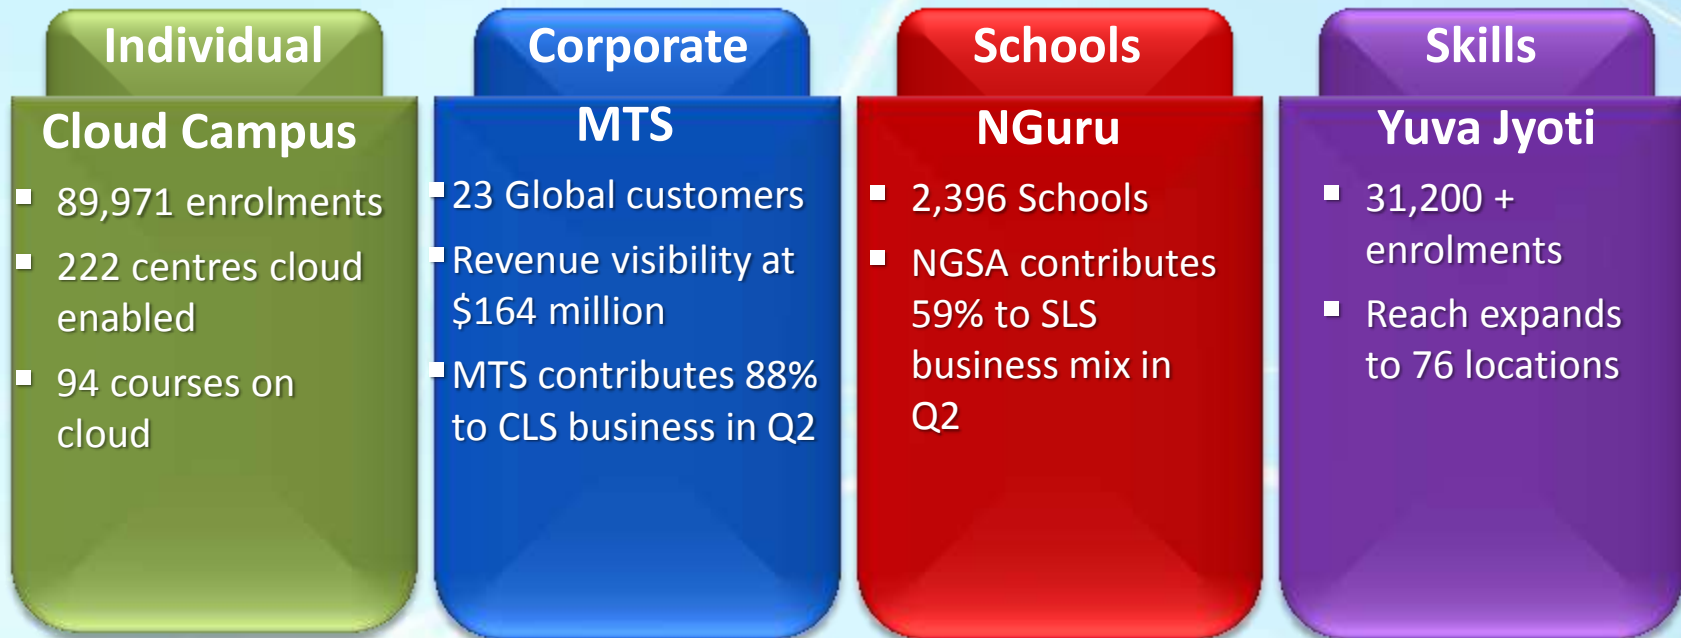 Individual
Cloud Campus
▪ 89,971 enrolments
▪ 222 centres cloud
enabled
▪ 94 courses on
cloud
Corporate
MTS
▪ 23 Global customers
▪ Revenue visibility at
$164 million
▪ MTS contributes 88%
to CLS business in Q2
Schools
NGuru
▪ 2,396 Schools
▪ NGSA contributes
59% to SLS
business mix in
Q2
Skills
Yuva Jyoti
▪ 31,200 +
enrolments
▪ Reach expands
to 76 locations